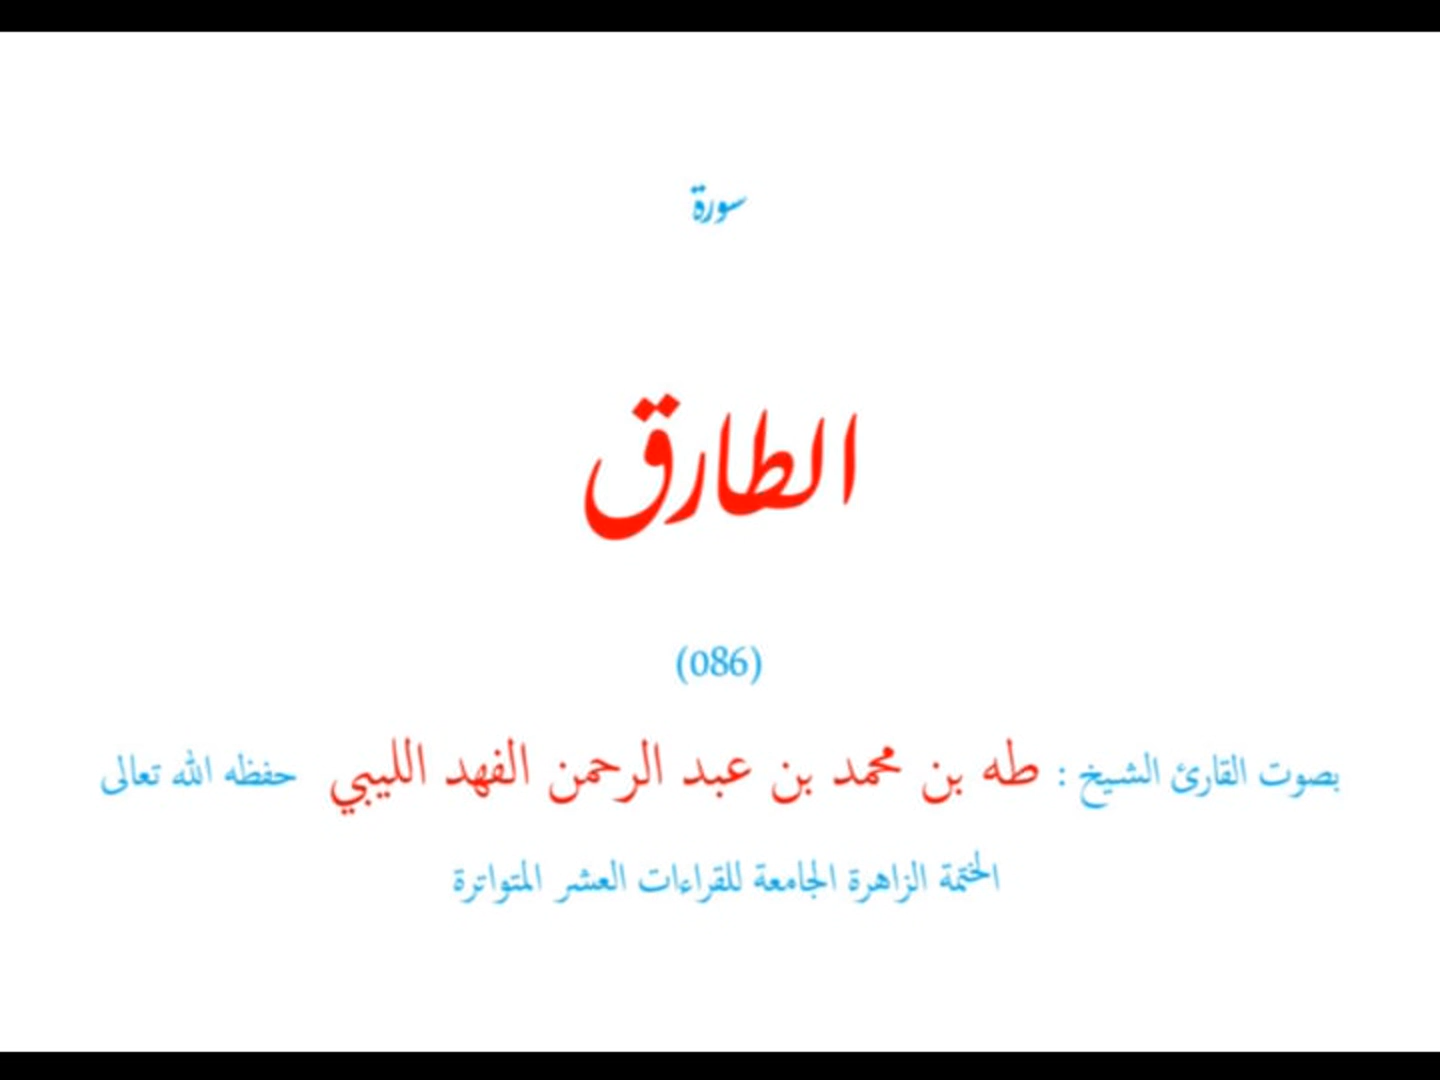 سورة
الطارق
(086)
بصوت القارئ الشيخ : طه بن محمد بن عبد الرحمن الفهد الليبي حفظه الله تعالى
الختمة الزاهرة الجامعة للقراءات العشر المتواترة